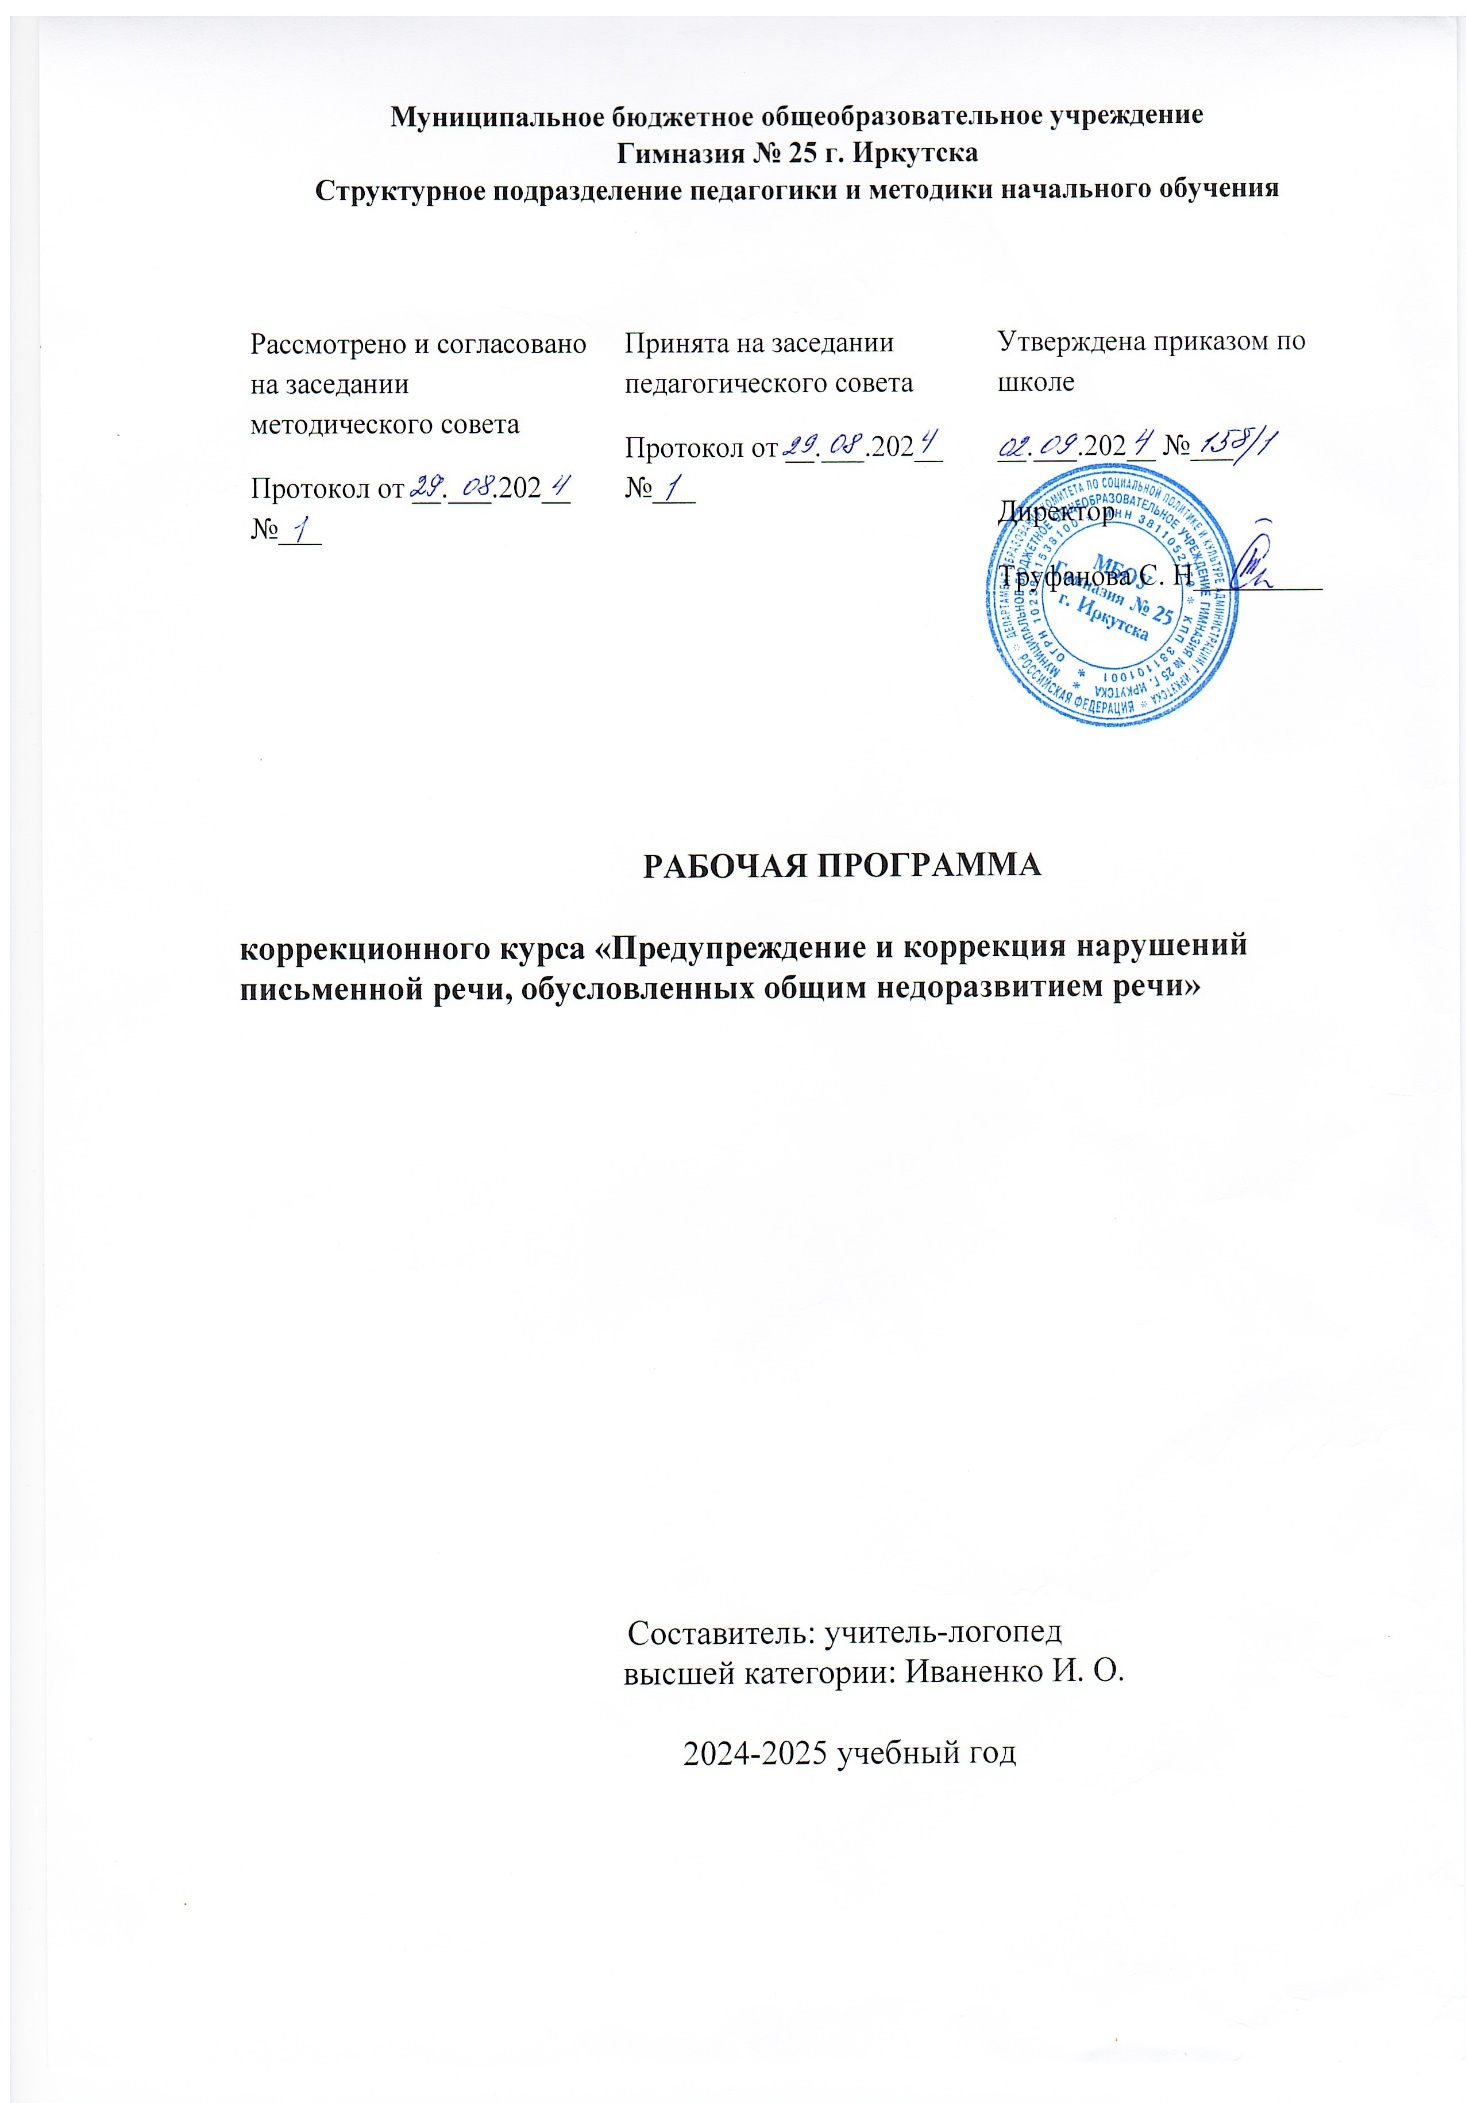 Муниципальное бюджетное общеобразовательное учреждение
Гимназия № 25 г. Иркутска
Структурное подразделение педагогики и методики начального обучения
Рассмотрено и согласовано
на заседании
методического совета
Протокол от 29.08.2024
№ 1
Принята на заседании
педагогического совета
Протокол от 29.08.2024
№ 1
Утверждена приказом по
школе
02.09.2024 № 158/1
Директор
Труфанова С. Н
МБОУ
Гимназия № 25
г. Иркутска
РОССИЙСКАЯ ФЕДЕРАЦИЯ
КПП 381101001
РАБОЧАЯ ПРОГРАММА
коррекционного курса «Предупреждение и коррекция нарушений
письменной речи, обусловленных общим недоразвитием речи»
Составитель: учитель-логопед
высшей категории: Иваненко И. О.
2024-2025 учебный год